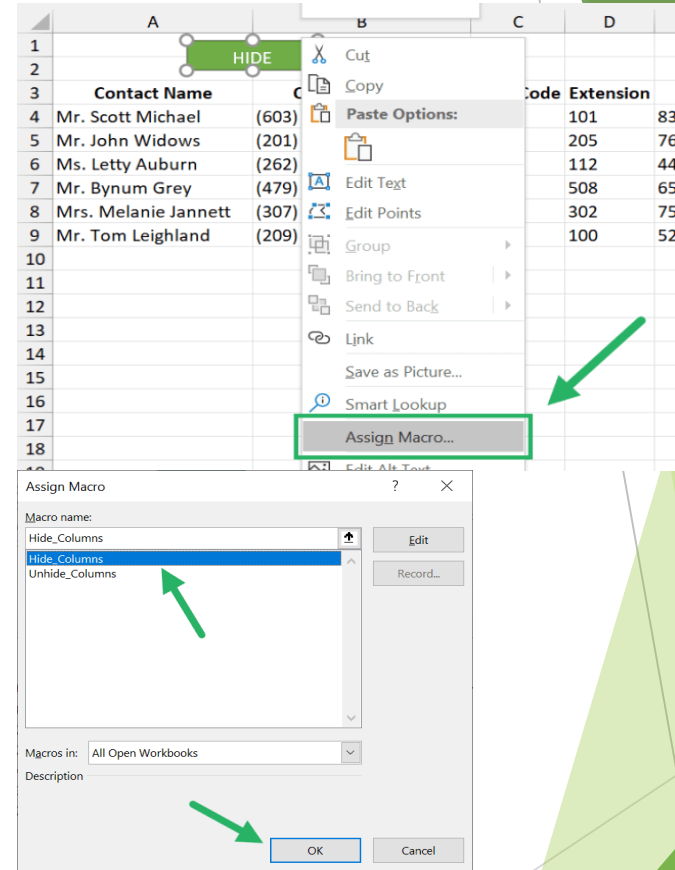 A B C D
1 HIDE Cut
2 Copy
3 Contact Name C Code Extension
Paste Options:
4 Mr. Scott Michael (603) 101 83
5 Mr. John Widows (201) 205 76
6 Ms. Letty Auburn (262) 112 44
Edit Text
7 Mr. Bynum Grey (479) 508 65
8 Mrs. Melanie Jannett (307) Edit Points 302 75
9 Mr. Tom Leighland (209) Group 100 52
10
11 Bring to Front
12 Send to Back
13 Link
14
15 Save as Picture...
16 Smart Lookup
17
18 Assign Macro...
19 Edit Alt Text
Assign Macro ? ×
Macro name:
Hide_Columns Edit
Hide_Columns
Unhide_Columns Record...
Macros in: All Open Workbooks
Description
OK Cancel